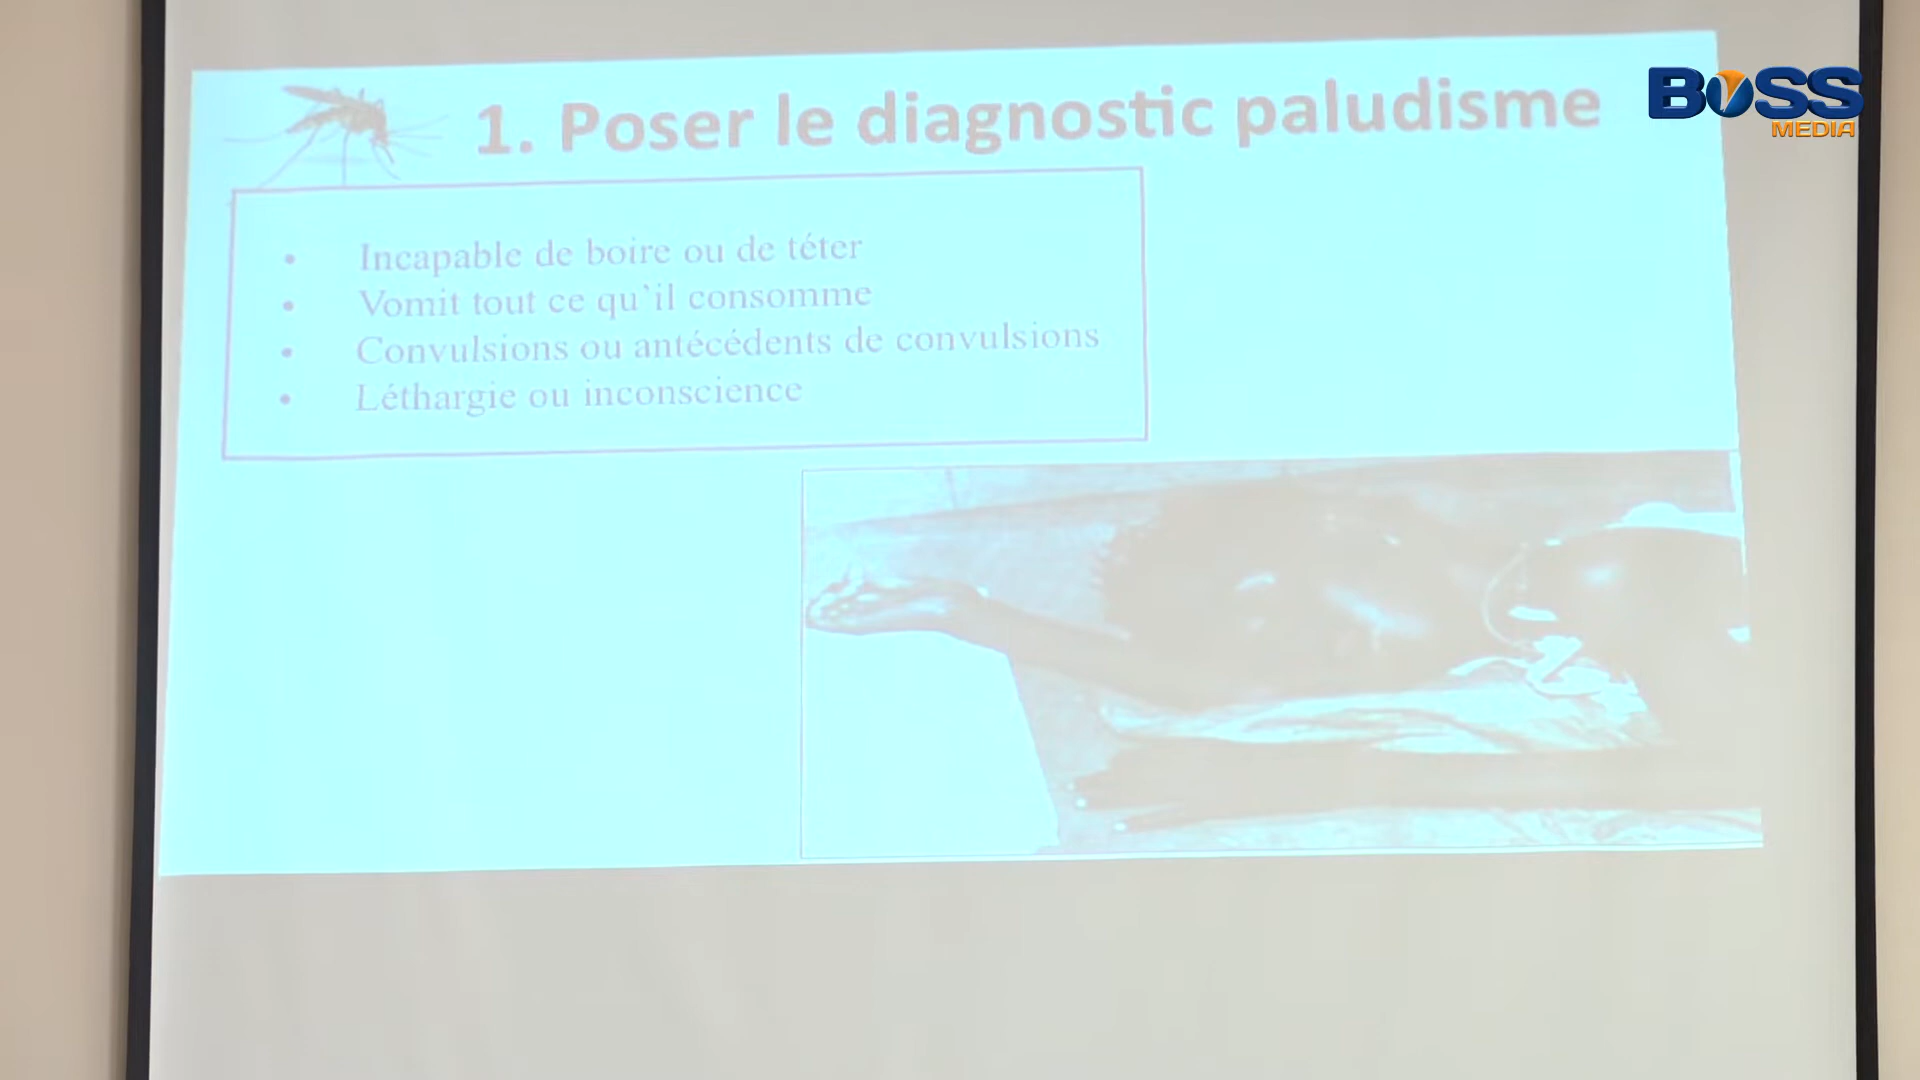 1. Poser le diagnostic paludisme
BOSS
MEDIA
• Incapable de boire ou de téter
• Vomit tout ce qu`il consomme
• Convulsions ou antécédents de convulsions
• Léthargie ou inconscience